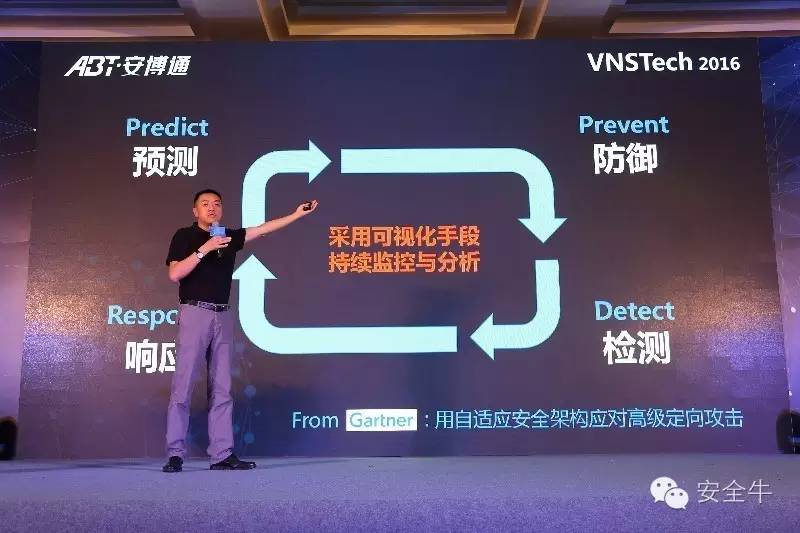 ABT·安博通
VNSTech 2016
Predict
预测
Prevent
防御
采用可视化手段
持续监控与分析
Respo
响应
Detect
检测
From Gartner：用自适应安全架构应对高级定向攻击
安全牛